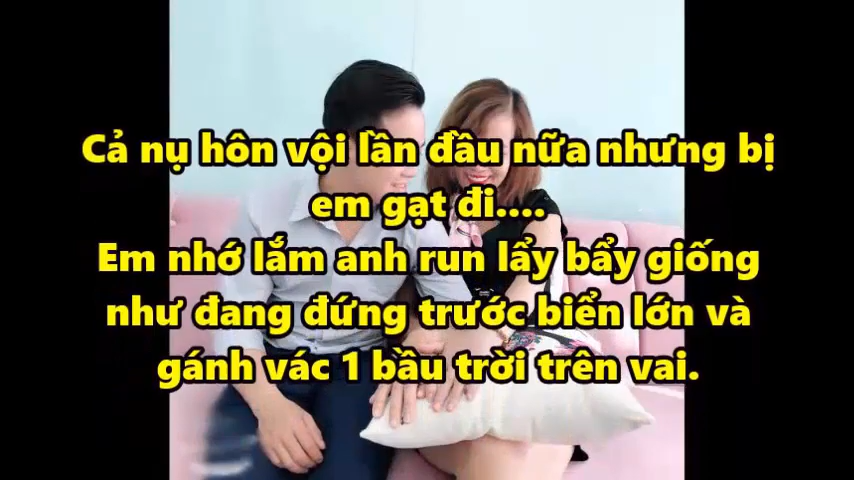 Cả nụ hôn vội lần đầu nữa nhưng bị
em gạt đi....
Em nhớ lắm anh run lẩy bẩy giống
như đang đứng trước biển lớn và
gánh vác 1 bầu trời trên vai.